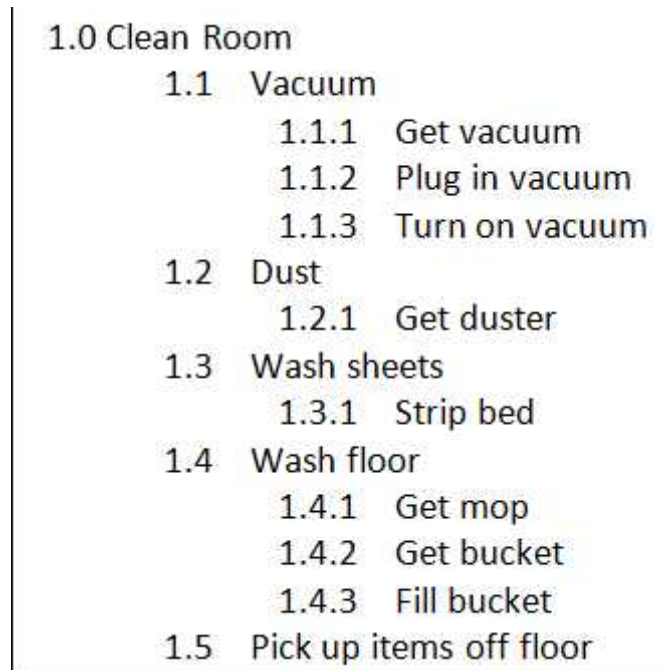 1.0 Clean Room
1.1 Vacuum
1.1.1 Get vacuum
1.1.2 Plug in vacuum
1.1.3 Turn on vacuum
1.2 Dust
1.2.1 Get duster
1.3 Wash sheets
1.3.1 Strip bed
1.4 Wash floor
1.4.1 Get mop
1.4.2 Get bucket
1.4.3 Fill bucket
1.5 Pick up items off floor